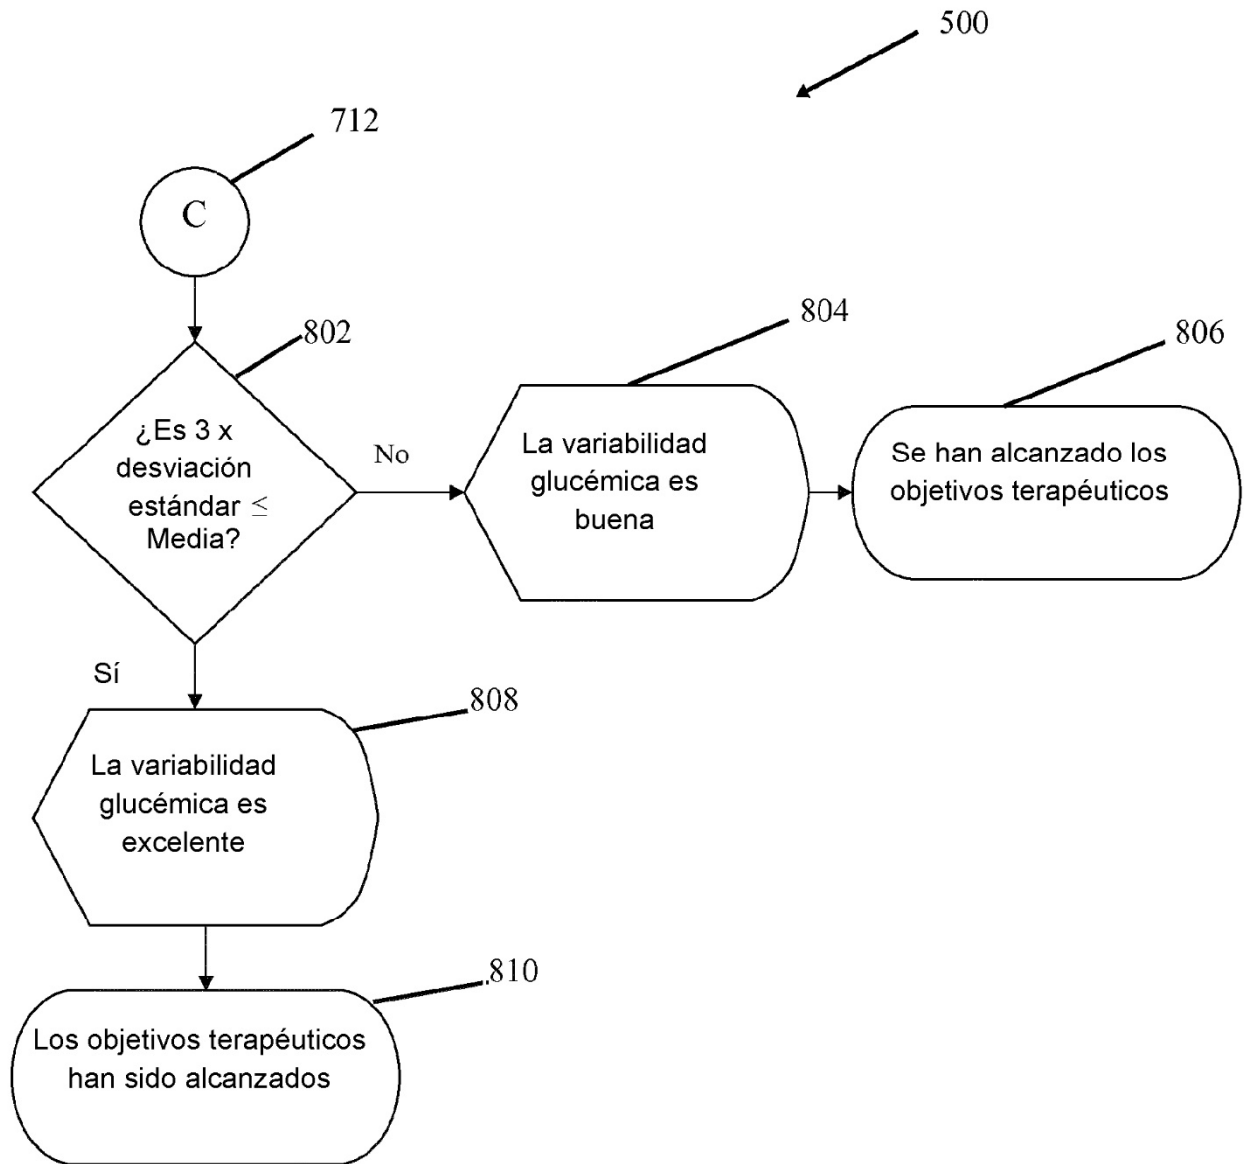 500
712
C
802
¿Es 3 x
desviación
estándar ≦
Media?
No
804
La variabilidad
glucémica es
buena
806
Se han alcanzado los
objetivos terapéuticos
Sí
808
La variabilidad
glucémica es
excelente
810
Los objetivos terapéuticos
han sido alcanzados